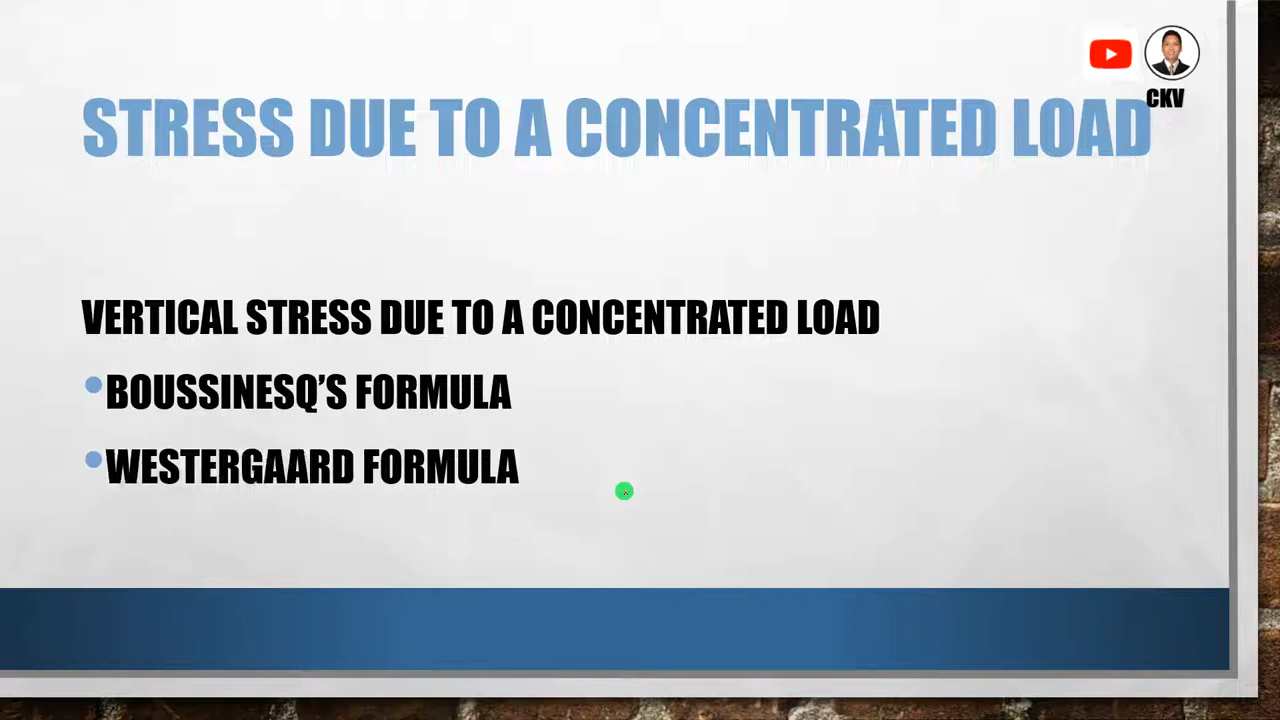 CKV
STRESS DUE TO A CONCENTRATED LOAD
VERTICAL STRESS DUE TO A CONCENTRATED LOAD
•BOUSSINESQ’S FORMULA
•WESTERGAARD FORMULA